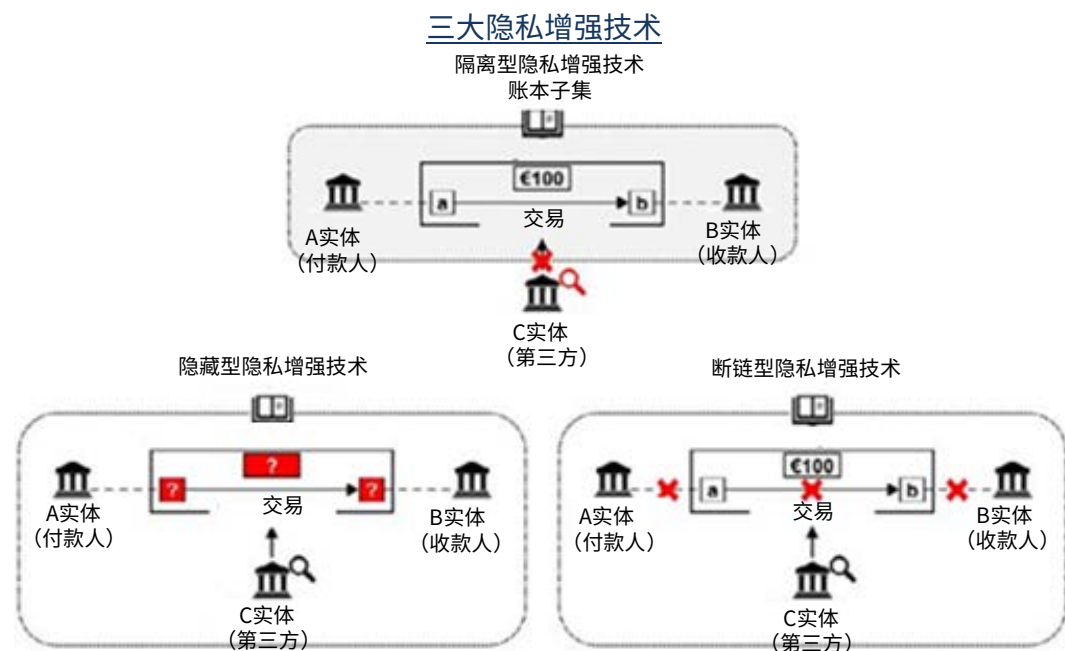 三大隐私增强技术
隔离型隐私增强技术
账本子集
€100
a
b
交易
A实体
（付款人）
B实体
（收款人）
C实体
（第三方）
隐藏型隐私增强技术
?
?
?
交易
A实体
（付款人）
B实体
（收款人）
C实体
（第三方）
断链型隐私增强技术
€100
a
b
交易
A实体
（付款人）
B实体
（收款人）
C实体
（第三方）